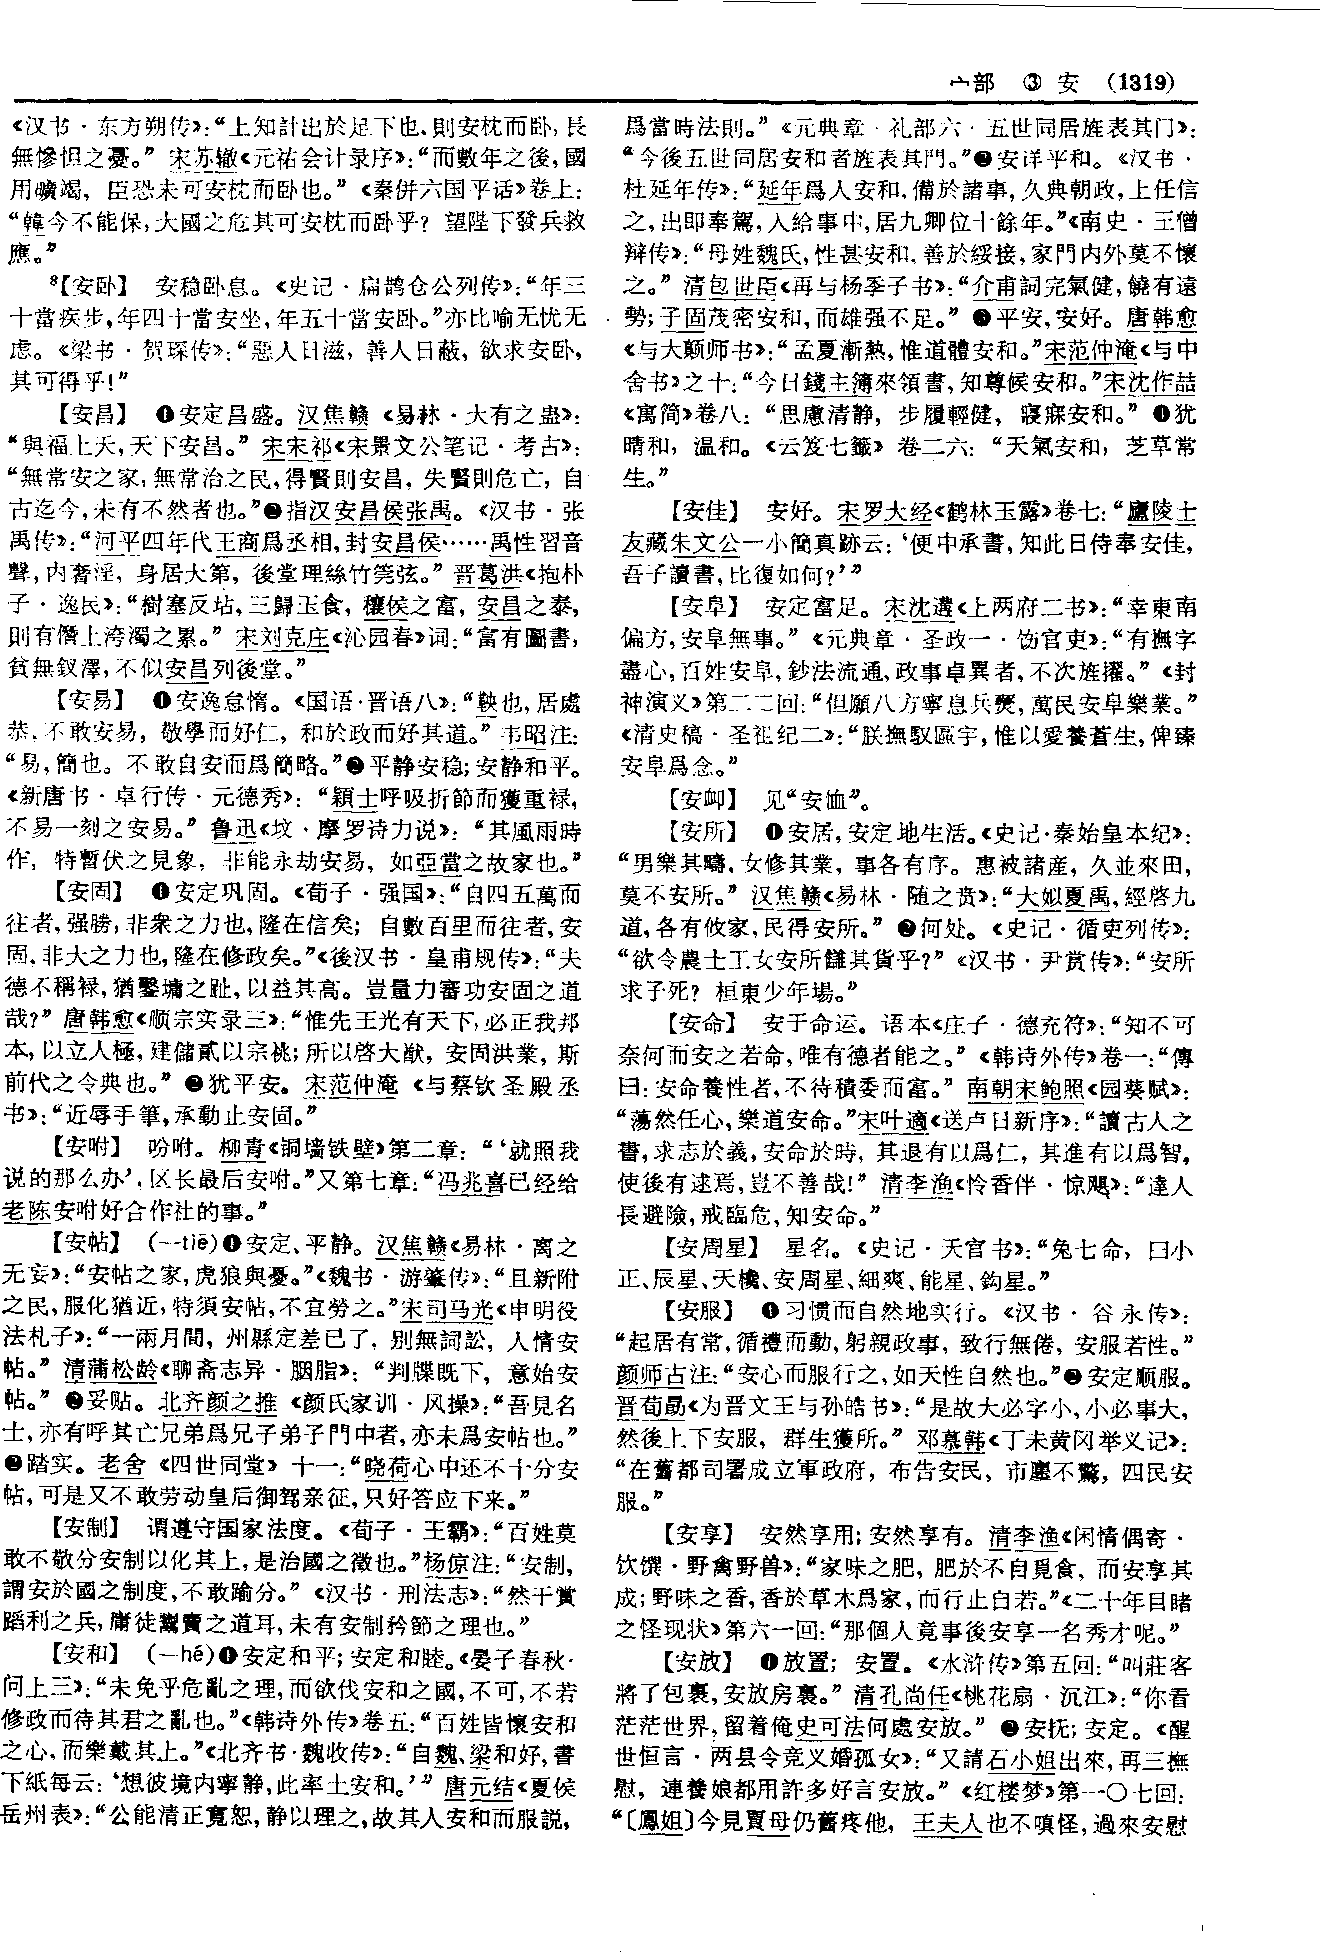 宀部 ③ 安 (1319)
《汉书·东方朔传》：“上知計出於足下也、則安枕而卧，長
無慘怛之憂。” 宋苏辙《元祐会计录序》：“而數年之後，國
用曠竭，臣恐未可安枕而卧也。” 《秦併六国平话》卷上：
“韓今不能保，大國之危其可安枕而卧乎？望陛下發兵救
應。”
⁸【安卧】 安稳卧息。《史记·扁鹊仓公列传》：“年三
十當疾步，年四十當安坐，年五十當安卧。”亦比喻无忧无
虑。《梁书·贺琛传》：“惡人日滋，善人日蔽，欲求安卧，
其可得乎！”
【安昌】 ❶安定昌盛。汉焦赣《易林·大有之蛊》：
“與福上天，天下安昌。” 宋宋祁《宋景文公笔记·考古》：
“無常安之家，無常治之民，得賢則安昌，失賢則危亡，自
古迄今，未有不然者也。”❷指汉安昌侯张禹。《汉书·张
禹传》：“河平四年代王商爲丞相，封安昌侯……禹性習音
聲，内奢淫，身居大第，後堂理絲竹筦弦。” 晋葛洪《抱朴
子·逸民》：“樹塞反坫，三歸玉食，穰侯之富，安昌之泰，
則有僭上洿濁之累。” 宋刘克庄《沁园春》词：“富有圖書，
貧無釵澤，不似安昌列後堂。”
【安易】 ❶安逸怠惰。《国语·晋语八》：“鞅也，居處
恭，不敢安易，敬學而好仁，和於政而好其道。” 韦昭注：
“易，簡也。不敢自安而爲簡略。”❷平静安稳；安静和平。
《新唐书·卓行传·元德秀》：“穎士呼吸折節而獲重禄，
不易一刻之安易。” 鲁迅《坟·摩罗诗力说》：“其風雨時
作，特暫伏之見象，非能永劫安易，如亞當之故家也。”
【安固】 ❶安定巩固。《荀子·强国》：“自四五萬而
往者，强勝，非衆之力也，隆在信矣；自數百里而往者，安
固，非大之力也，隆在修政矣。”《後汉书·皇甫规传》：“夫
德不稱禄，猶鑿墉之趾，以益其高。豈量力審功安固之道
哉？” 唐韩愈《顺宗实录三》：“惟先王光有天下，必正我邦
本，以立人極，建儲貳以宗祧；所以啓大猷，安固洪業，斯
前代之令典也。” ❷犹平安。宋范仲淹《与蔡钦圣殿丞
书》：“近辱手筆，承動止安固。”
【安咐】 吩咐。柳青《铜墙铁壁》第二章：“‘就照我
说的那么办’，区长最后安咐。”又第七章：“冯兆喜已经给
老陈安咐好合作社的事。”
【安帖】 (—tiē)❶安定、平静。汉焦赣《易林·离之
无妄》：“安帖之家，虎狼與憂。”《魏书·游肇传》：“且新附
之民，服化猶近，特須安帖，不宜勞之。”宋司马光《申明役
法札子》：“一兩月間，州縣定差已了，别無詞訟，人情安
帖。” 清蒲松龄《聊斋志异·胭脂》：“判牒既下，意始安
帖。” ❷妥贴。北齐颜之推《颜氏家训·风操》：“吾見名
士，亦有呼其亡兄弟爲兄子弟子門中者，亦未爲安帖也。”
❸踏实。老舍《四世同堂》十一：“晓荷心中还不十分安
帖，可是又不敢劳动皇后御驾亲征，只好答应下来。”
【安制】 谓遵守国家法度。《荀子·王霸》：“百姓莫
敢不敬分安制以化其上，是治國之徵也。”杨倞注：“安制，
謂安於國之制度，不敢踰分。” 《汉书·刑法志》：“然干賞
蹈利之兵，庸徒鬻賣之道耳，未有安制矜節之理也。”
【安和】 (—hé)❶安定和平；安定和睦。《晏子春秋·
问上三》：“未免乎危亂之理，而欲伐安和之國，不可，不若
修政而待其君之亂也。”《韩诗外传》卷五：“百姓皆懷安和
之心，而樂戴其上。”《北齐书·魏收传》：“自魏、梁和好，書
下紙每云：‘想彼境内寧静，此率土安和。’” 唐元结《夏侯
岳州表》：“公能清正寬恕，静以理之，故其人安和而服説，
爲當時法則。” 《元典章·礼部六·五世同居旌表其门》：
“今後五世同居安和者旌表其門。”❷安详平和。《汉书·
杜延年传》：“延年爲人安和，備於諸事，久典朝政，上任信
之，出即奉駕，入給事中，居九卿位十餘年。”《南史·王僧
辩传》：“母姓魏氏，性甚安和，善於綏接，家門内外莫不懷
之。” 清包世臣《再与杨季子书》：“介甫詞完氣健，饒有遠
勢；子固茂密安和，而雄强不足。” ❸平安，安好。唐韩愈
《与大颠师书》：“孟夏漸熱，惟道體安和。”宋范仲淹《与中
舍书》之十：“今日錢主簿來領書，知尊候安和。”宋沈作喆
《寓简》卷八：“思慮清静，步履輕健，寢寐安和。” ❹犹
晴和，温和。《云笈七籤》卷二六：“天氣安和，芝草常
生。”
【安佳】 安好。宋罗大经《鹤林玉露》卷七：“廬陵士
友藏朱文公一小簡真跡云：‘便中承書，知比日侍奉安佳，
吾子讀書，比復如何？’”
【安阜】 安定富足。宋沈遘《上两府二书》：“幸東南
偏方，安阜無事。” 《元典章·圣政一·饬官吏》：“有撫字
盡心，百姓安阜，鈔法流通，政事卓異者，不次旌擢。” 《封
神演义》第二二回：“但願八方寧息兵燹，萬民安阜樂業。”
《清史稿·圣祖纪二》：“朕撫馭區宇，惟以愛養蒼生，俾臻
安阜爲念。”
【安卹】 见“安恤”。
【安所】 ❶安居，安定地生活。《史记·秦始皇本纪》：
“男樂其疇，女修其業，事各有序。惠被諸産，久並來田，
莫不安所。” 汉焦赣《易林·随之贲》：“大姒夏禹，經啓九
道，各有攸家，民得安所。” ❷何处。《史记·循吏列传》：
“欲令農士工女安所讎其貨乎？” 《汉书·尹赏传》：“安所
求子死？桓東少年場。”
【安命】 安于命运。语本《庄子·德充符》：“知不可
奈何而安之若命，唯有德者能之。” 《韩诗外传》卷一：“傳
曰：安命養性者，不待積委而富。” 南朝宋鲍照《园葵赋》：
“蕩然任心，樂道安命。”宋叶適《送卢日新序》：“讀古人之
書，求志於義，安命於時，其退有以爲仁，其進有以爲智，
使後有逑焉，豈不善哉！” 清李渔《怜香伴·惊飓》：“達人
長避險，戒臨危，知安命。”
【安周星】 星名。《史记·天官书》：“兔七命，曰小
正、辰星、天欃、安周星、細爽、能星、鈎星。”
【安服】 ❶习惯而自然地实行。《汉书·谷永传》：
“起居有常，循禮而動，躬親政事，致行無倦，安服若性。”
颜师古注：“安心而服行之，如天性自然也。”❷安定顺服。
晋荀勗《为晋文王与孙皓书》：“是故大必字小，小必事大，
然後上下安服，群生獲所。” 邓慕韩《丁未黄冈举义记》：
“在舊都司署成立軍政府，布告安民，市廛不驚，四民安
服。”
【安享】 安然享用；安然享有。清李渔《闲情偶寄·
饮馔·野禽野兽》：“家味之肥，肥於不自覓食，而安享其
成；野味之香，香於草木爲家，而行止自若。”《二十年目睹
之怪现状》第六一回：“那個人竟事後安享一名秀才呢。”
【安放】 ❶放置；安置。《水浒传》第五回：“叫莊客
將了包裹，安放房裏。” 清孔尚任《桃花扇·沉江》：“你看
茫茫世界，留着俺史可法何處安放。” ❷安抚；安定。《醒
世恒言·两县令竞义婚孤女》：“又請石小姐出來，再三撫
慰，連養娘都用許多好言安放。” 《红楼梦》第一〇七回：
“〔鳳姐〕今見賈母仍舊疼他，王夫人也不嗔怪，過來安慰